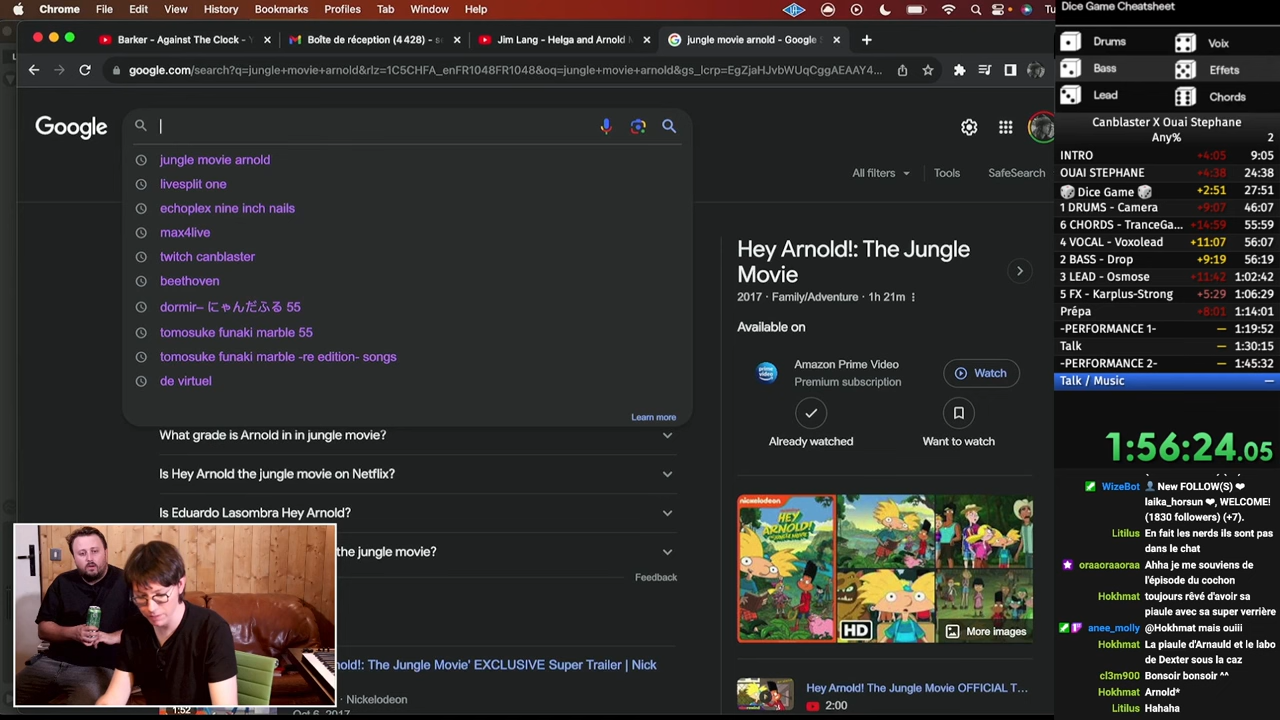 Chrome File Edit View History Bookmarks Profiles Tab Window Help
Barker - Against The Clock -
Boîte de réception (4 428) - s
Jim Lang - Helga and Arnold M
jungle movie arnold - Google S
google.com/search?q=jungle+movie+arnold&rlz=1C5CHFA_enFR1048FR1048&oq=jungle+movie+arnold&gs_lcrp=EgZjaHJvbWUqCggAEAAY4...
Google
jungle movie arnold
livesplit one
echoplex nine inch nails
max4live
twitch canblaster
beethoven
dormir– にゃんだふる 55
tomosuke funaki marble 55
tomosuke funaki marble -re edition- songs
de virtuel
Learn more
What grade is Arnold in in jungle movie?
Is Hey Arnold the jungle movie on Netflix?
Is Eduardo Lasombra Hey Arnold?
the jungle movie?
Feedback
nold!: The Jungle Movie' EXCLUSIVE Super Trailer | Nick
Nickelodeon
Oct 6, 2017
1:52
All filters Tools SafeSearch
Hey Arnold!: The Jungle
Movie
2017 · Family/Adventure · 1h 21m
Available on
Amazon Prime Video
Premium subscription
Watch
Already watched
Want to watch
nickelodeon
HEY
ARNOLD!
HD
More images
Hey Arnold! The Jungle Movie OFFICIAL T...
2:00
Dice Game Cheatsheet
Drums Voix
Bass Effets
Lead Chords
Canblaster X Ouai Stephane
Any% 2
INTRO +4:05 9:05
OUAI STEPHANE +4:38 24:38
Dice Game +2:51 27:51
1 DRUMS - Camera +9:07 46:07
6 CHORDS - TranceGa... +14:59 55:59
4 VOCAL - Voxolead +11:07 56:07
2 BASS - Drop +9:19 56:19
3 LEAD - Osmose +11:42 1:02:42
5 FX - Karplus-Strong +5:29 1:06:29
Prépa +8:01 1:14:01
-PERFORMANCE 1- — 1:19:52
Talk — 1:30:15
-PERFORMANCE 2- — 1:45:32
Talk / Music —
1:56:24.05
WizeBot New FOLLOW(S) ❤
laika_horsun ❤, WELCOME!
(1830 followers) (+7).
Litilus En fait les nerds ils sont pas
dans le chat
oraaoraaoraa Ahha je me souviens de
l'épisode du cochon
Hokhmat toujours rêvé d'avoir sa
piaule avec sa super verrière
anee_molly @Hokhmat mais ouiii
Hokhmat La piaule d'Arnauld et le labo
de Dexter sous la caz
cl3m900 Bonsoir bonsoir ^^
Hokhmat Arnold*
Litilus Hahaha